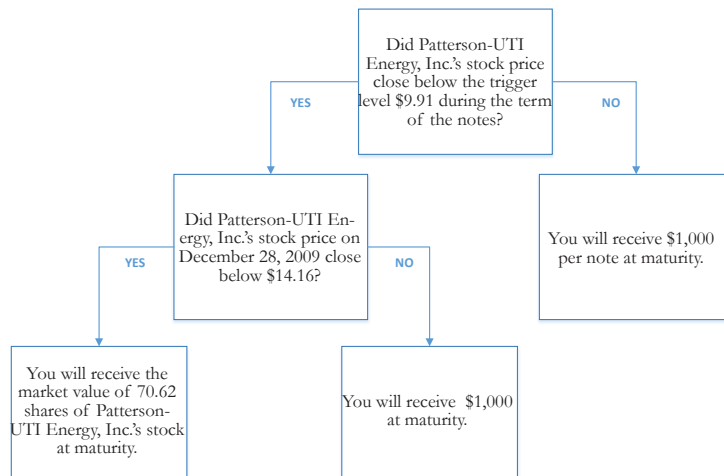 Did Patterson-UTI
Energy, Inc.'s stock price
close below the trigger
level $9.91 during the term
of the notes?
YES
NO
Did Patterson-UTI En-
ergy, Inc.'s stock price on
December 28, 2009 close
below $14.16?
You will receive $1,000
per note at maturity.
YES
NO
You will receive the
market value of 70.62
shares of Patterson-
UTI Energy, Inc.'s stock
at maturity.
You will receive $1,000
at maturity.